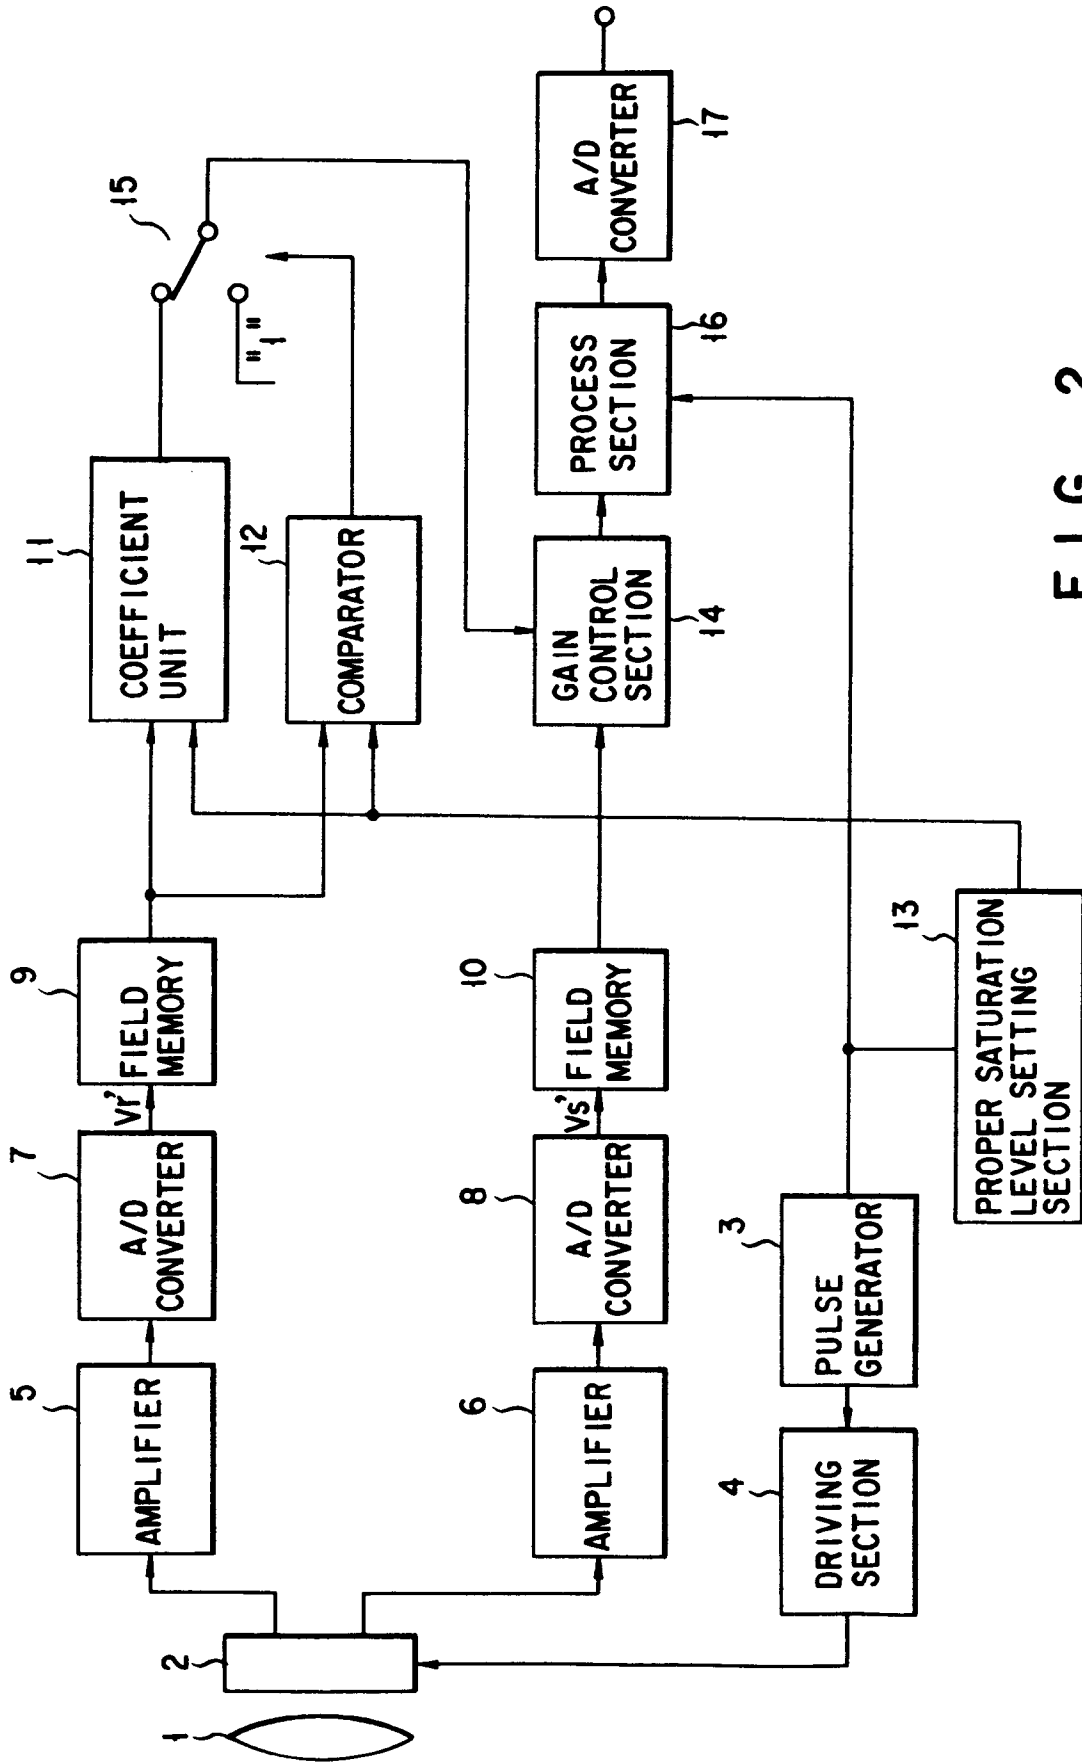 1
2
5
AMPLIFIER
7
A/D
CONVERTER
Vr'
9
FIELD
MEMORY
11
COEFFICIENT
UNIT
15
"1"
12
COMPARATOR
6
AMPLIFIER
8
A/D
CONVERTER
Vs'
10
FIELD
MEMORY
GAIN
CONTROL
SECTION
14
PROCESS
SECTION
16
A/D
CONVERTER
17
4
DRIVING
SECTION
3
PULSE
GENERATOR
13
PROPER SATURATION
LEVEL SETTING
SECTION
FIG. 2